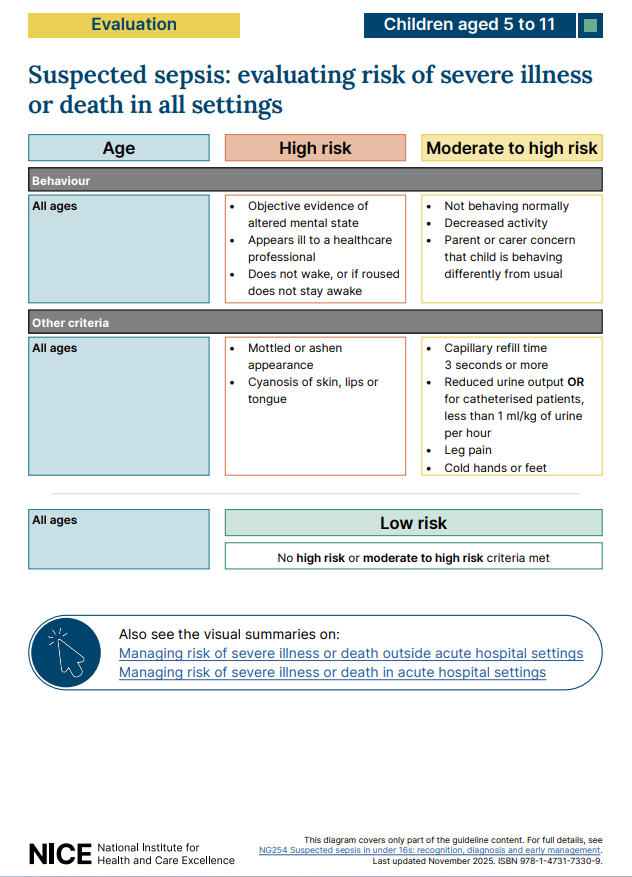 Evaluation
Children aged 5 to 11
Suspected sepsis: evaluating risk of severe illness
or death in all settings
Age
High risk
Moderate to high risk
Behaviour
All ages
• Objective evidence of
altered mental state
• Appears ill to a healthcare
professional
• Does not wake, or if roused
does not stay awake
• Not behaving normally
• Decreased activity
• Parent or carer concern
that child is behaving
differently from usual
Other criteria
All ages
• Mottled or ashen
appearance
• Cyanosis of skin, lips or
tongue
• Capillary refill time
3 seconds or more
• Reduced urine output OR
for catheterised patients,
less than 1 ml/kg of urine
per hour
• Leg pain
• Cold hands or feet
All ages
Low risk
No high risk or moderate to high risk criteria met
Also see the visual summaries on:
Managing risk of severe illness or death outside acute hospital settings
Managing risk of severe illness or death in acute hospital settings
NICE National Institute for
Health and Care Excellence
This diagram covers only part of the guideline content. For full details, see
NG254 Suspected sepsis in under 16s: recognition, diagnosis and early management.
Last updated November 2025. ISBN 978-1-4731-7330-9.